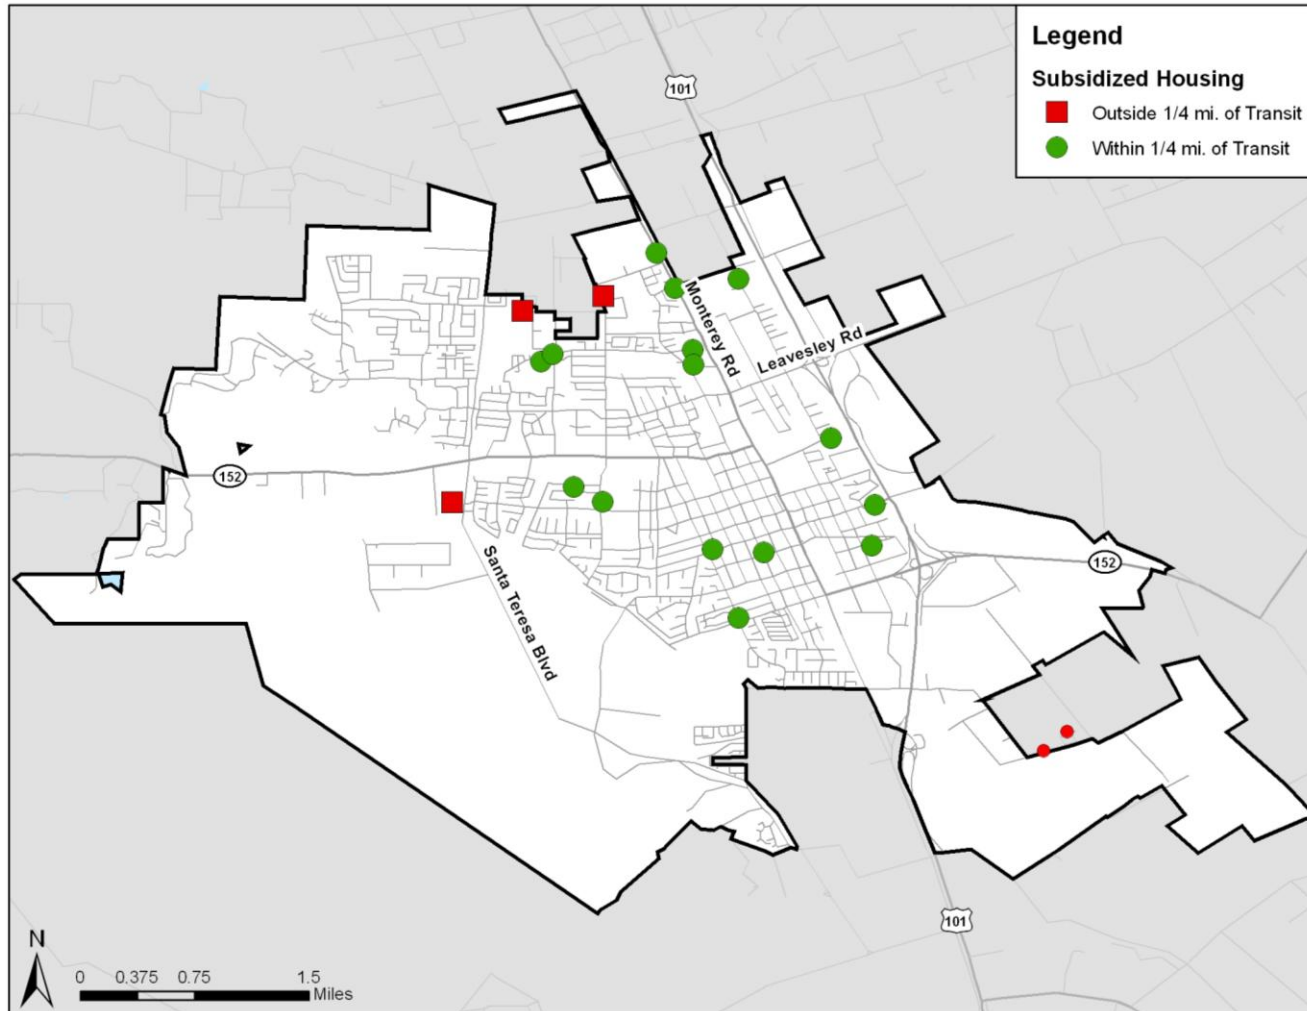 Legend
Subsidized Housing
Outside 1/4 mi. of Transit
Within 1/4 mi. of Transit
101
Monterey Rd
Leavesley Rd
152
Santa Teresa Blvd
152
101
N
0 0.375 0.75 1.5
Miles